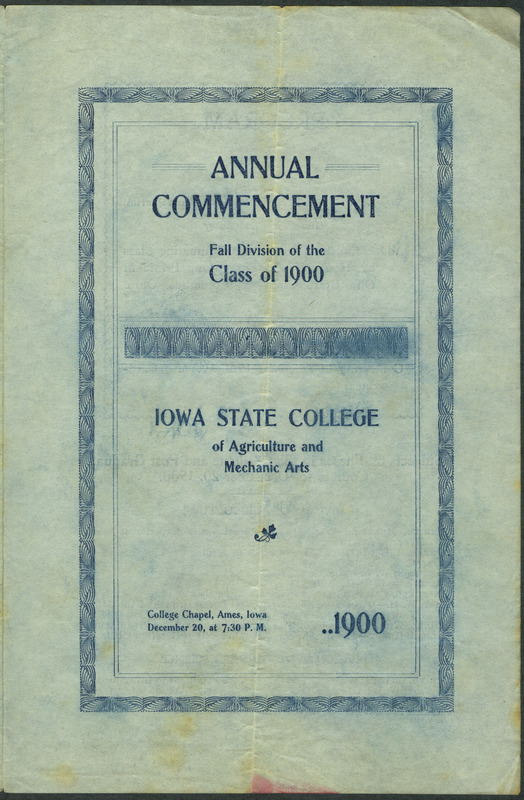 ANNUAL
COMMENCEMENT
Fall Division of the
Class of 1900
IOWA STATE COLLEGE
of Agriculture and
Mechanic Arts
College Chapel, Ames, Iowa
December 20, at 7:30 P. M.
..1900